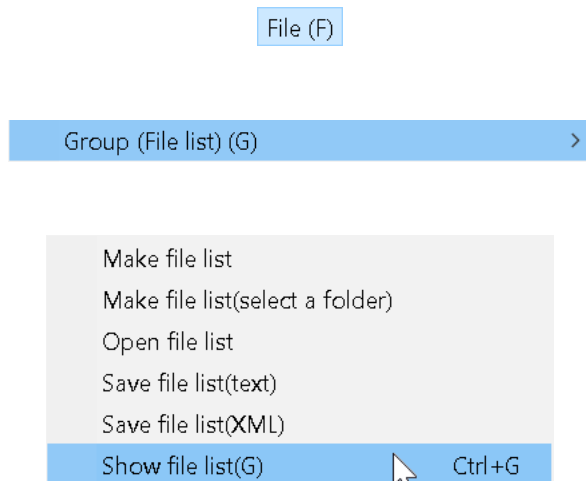 File (F)
Group (File list) (G)
Make file list
Make file list(select a folder)
Open file list
Save file list(text)
Save file list(XML)
Show file list(G) Ctrl+G